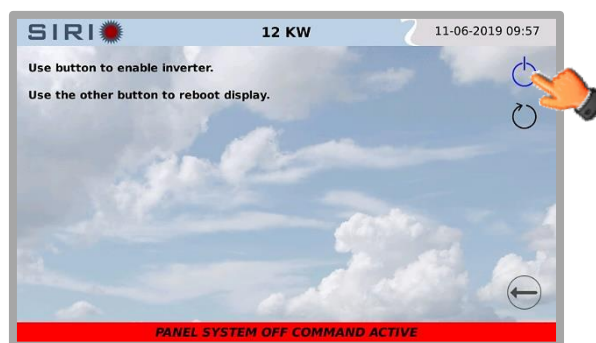 SIRI
12 KW
11-06-2019 09:57
Use button to enable inverter.
Use the other button to reboot display.
PANEL SYSTEM OFF COMMAND ACTIVE